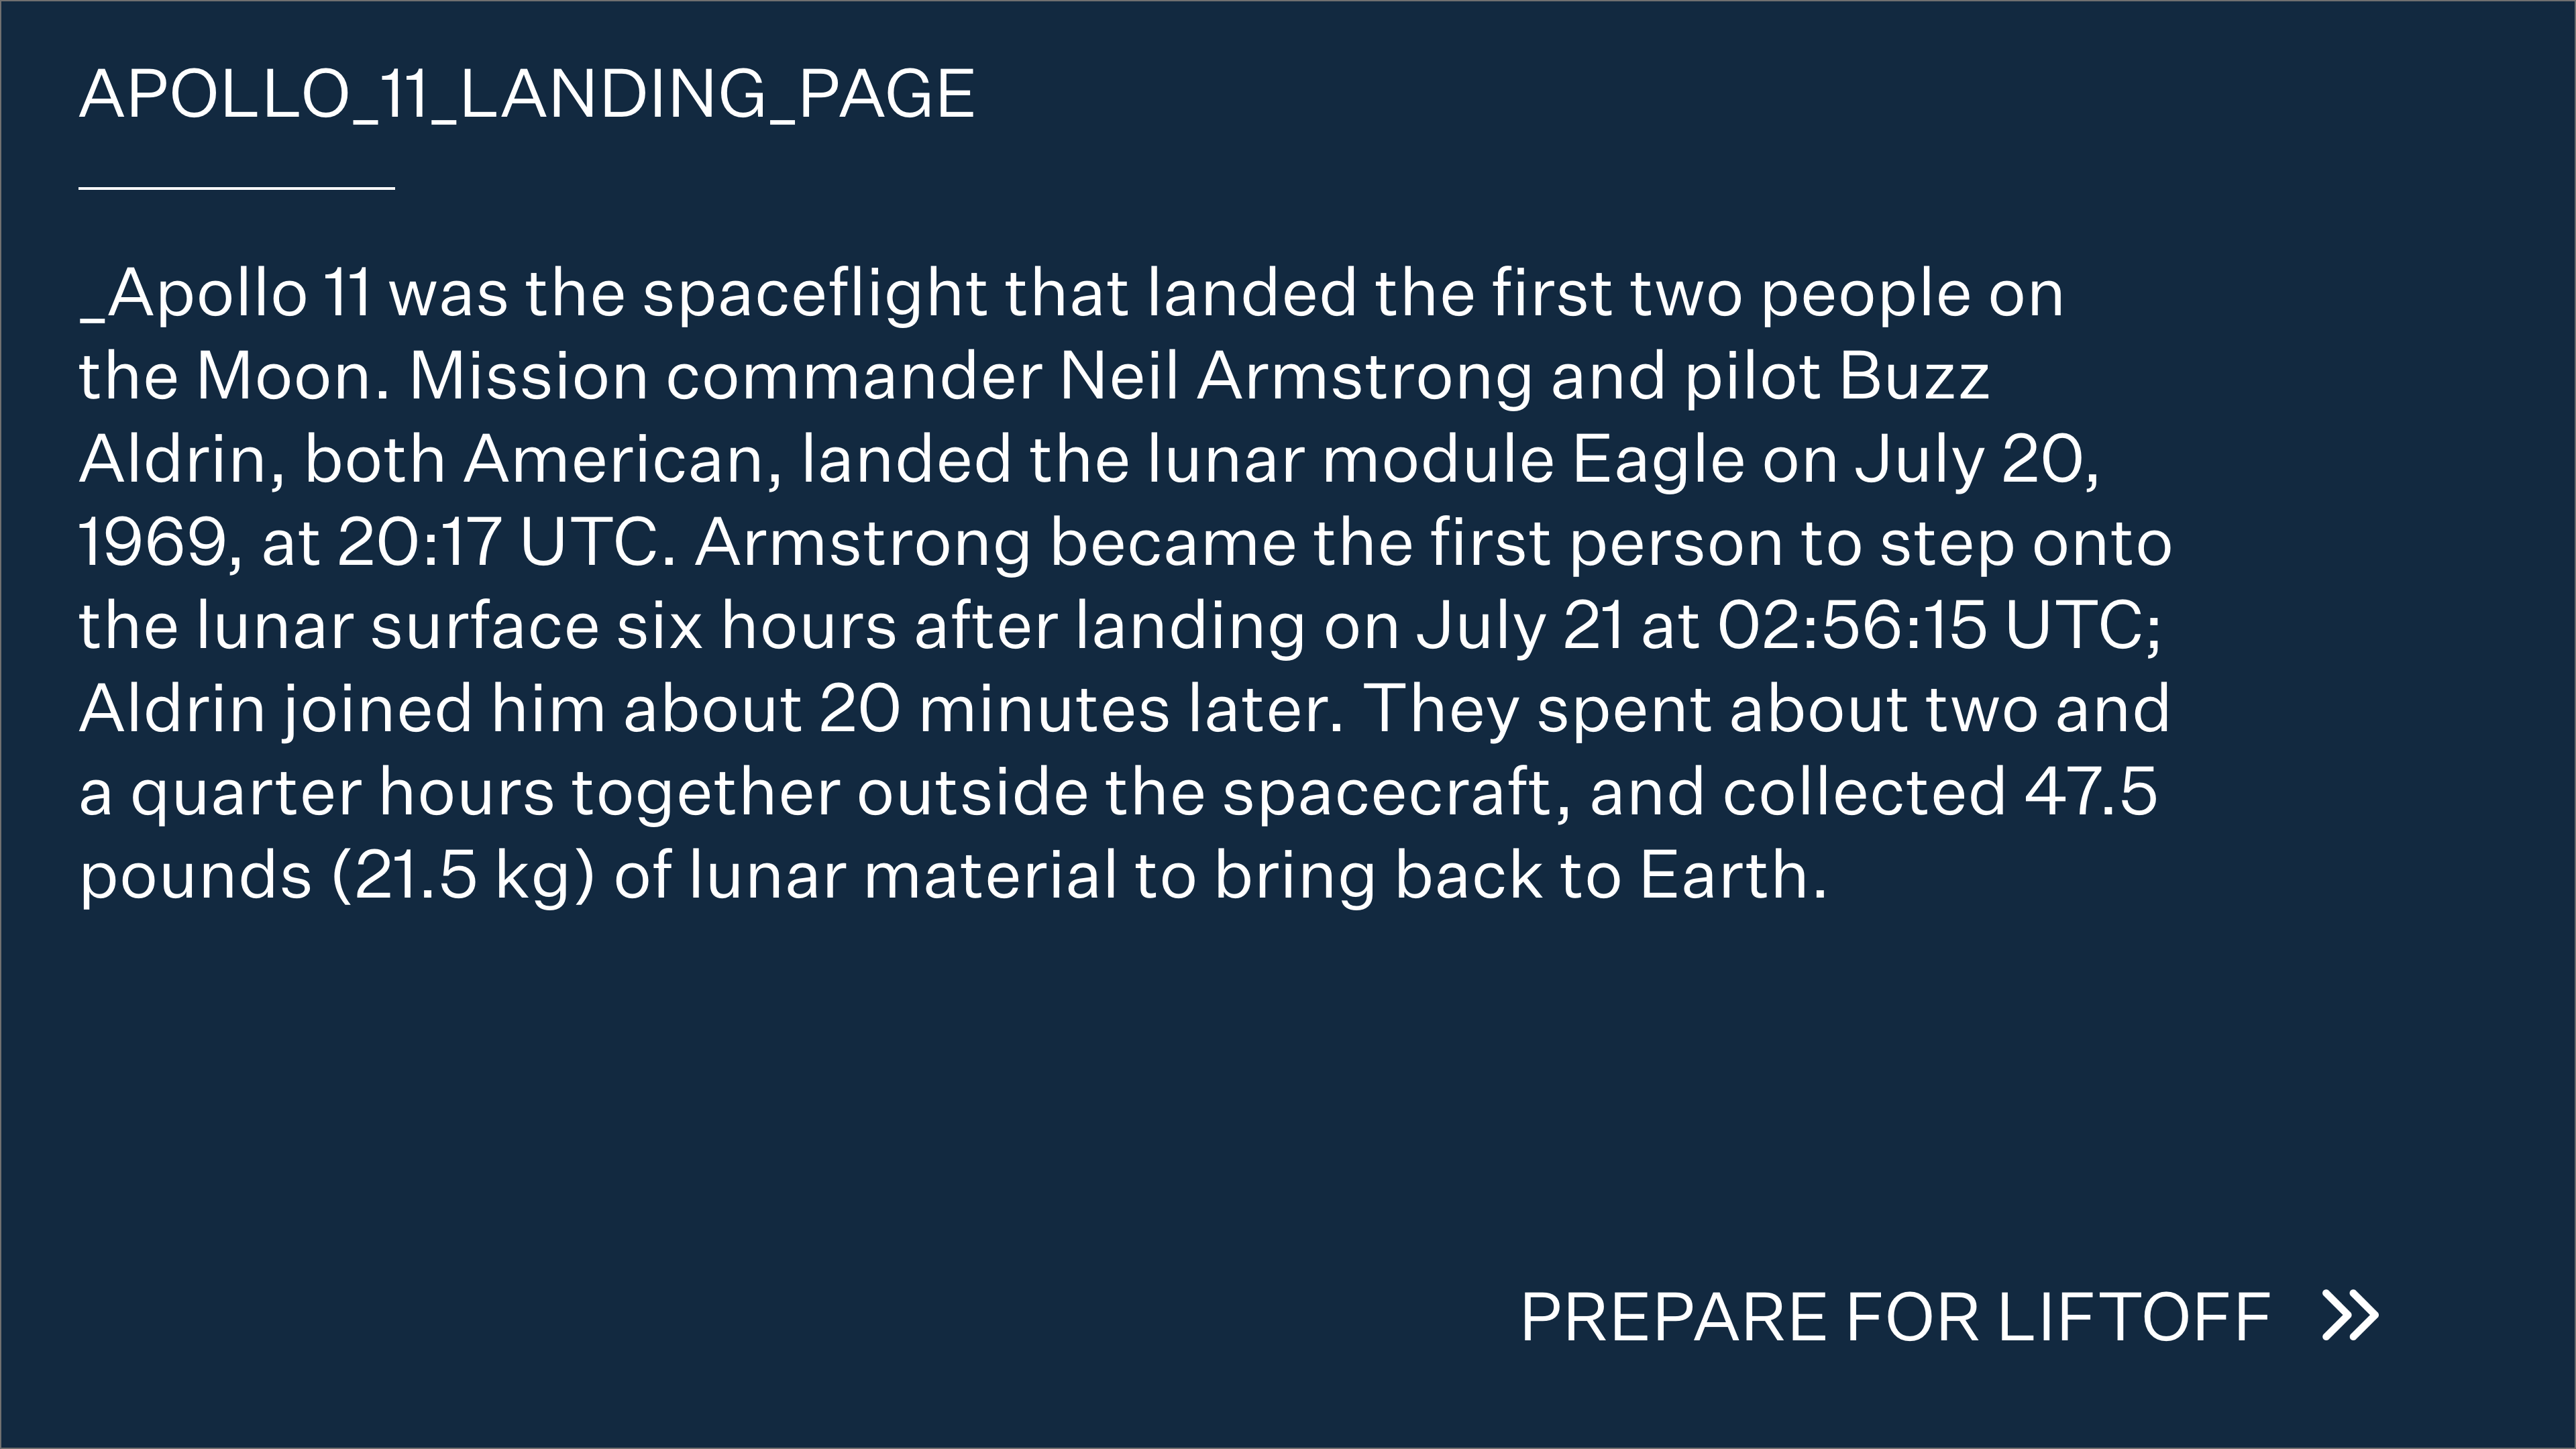 APOLLO_11_LANDING_PAGE
_Apollo 11 was the spaceflight that landed the first two people on
the Moon. Mission commander Neil Armstrong and pilot Buzz
Aldrin, both American, landed the lunar module Eagle on July 20,
1969, at 20:17 UTC. Armstrong became the first person to step onto
the lunar surface six hours after landing on July 21 at 02:56:15 UTC;
Aldrin joined him about 20 minutes later. They spent about two and
a quarter hours together outside the spacecraft, and collected 47.5
pounds (21.5 kg) of lunar material to bring back to Earth.
PREPARE FOR LIFTOFF »